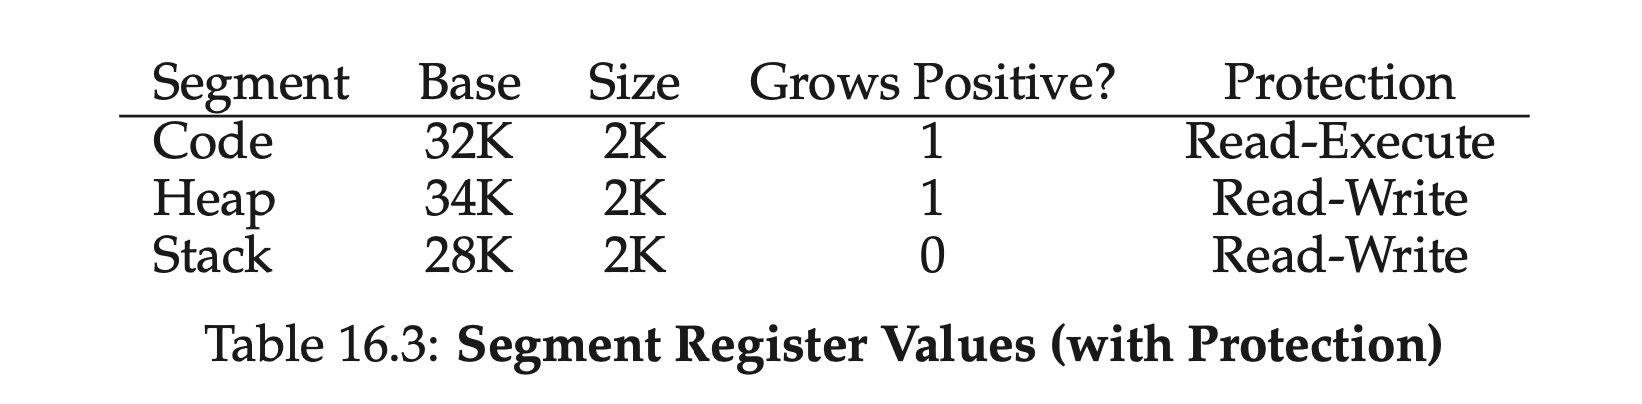 Segment Base Size Grows Positive? Protection
Code 32K 2K 1 Read-Execute
Heap 34K 2K 1 Read-Write
Stack 28K 2K 0 Read-Write
Table 16.3: Segment Register Values (with Protection)